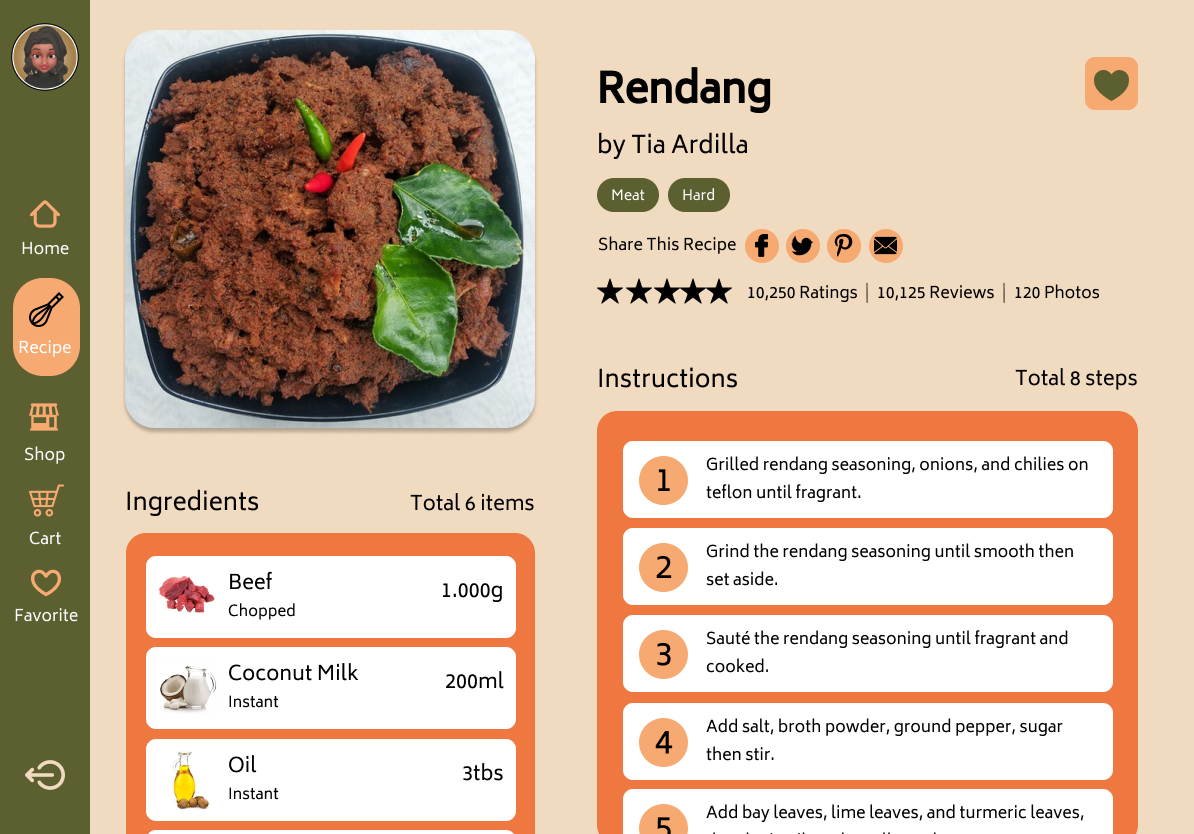 Home
Recipe
Shop
Cart
Favorite
Rendang
by Tia Ardilla
Meat
Hard
Share This Recipe
10,250 Ratings | 10,125 Reviews | 120 Photos
Ingredients
Total 6 items
Beef
Chopped
1.000g
Coconut Milk
Instant
200ml
Oil
Instant
3tbs
Instructions
Total 8 steps
1
Grilled rendang seasoning, onions, and chilies on
teflon until fragrant.
2
Grind the rendang seasoning until smooth then
set aside.
3
Sauté the rendang seasoning until fragrant and
cooked.
4
Add salt, broth powder, ground pepper, sugar
then stir.
5
Add bay leaves, lime leaves, and turmeric leaves,